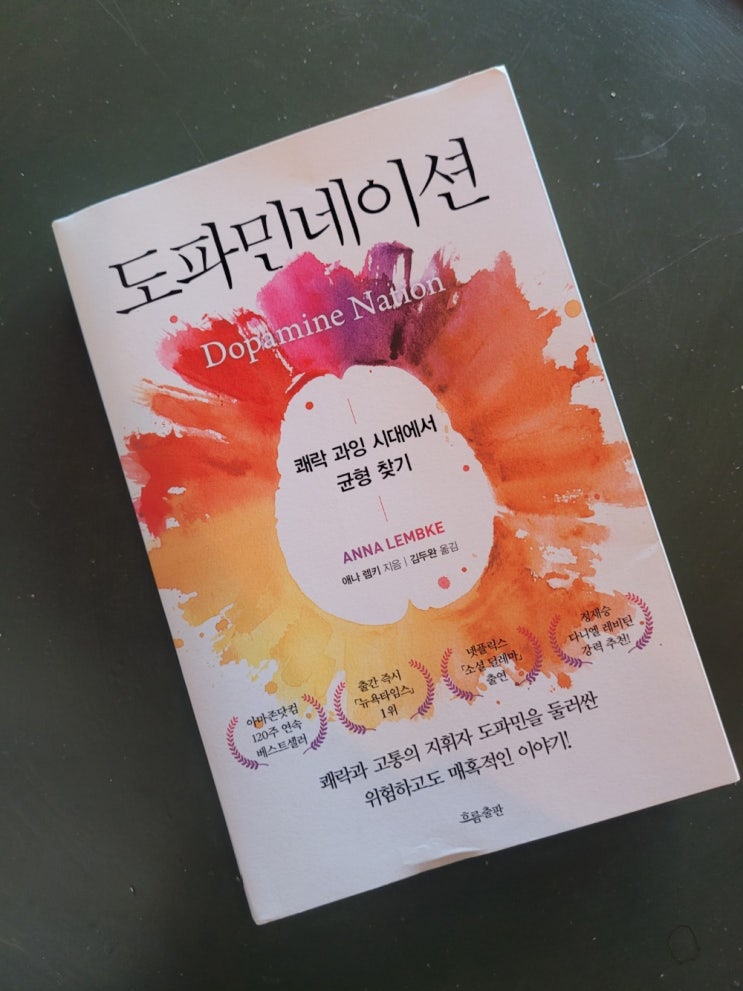 도파민네이션
Dopamine Nation
쾌락 과잉 시대에서
균형 찾기
ANNA LEMBKE
애나 렘키 지음 | 김두완 옮김
아마존닷컴
120주 연속
베스트셀러
출간 즉시
「뉴욕타임스」
1위
넷플릭스
「소셜 딜레마」
출연
정재승
다니엘 레비틴
강력 추천!
쾌락과 고통의 지휘자 도파민을 둘러싼
위험하고도 매혹적인 이야기!
흐름출판